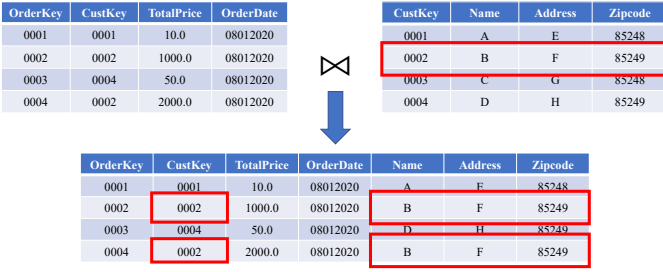 OrderKey CustKey TotalPrice OrderDate
0001 0001 10.0 08012020
0002 0002 1000.0 08012020
0003 0004 50.0 08012020
0004 0002 2000.0 08012020
CustKey Name Address Zipcode
0001 A E 85248
0002 B F 85249
0003 C G 85248
0004 D H 85249
OrderKey CustKey TotalPrice OrderDate Name Address Zipcode
0001 0001 10.0 08012020 A E 85248
0002 0002 1000.0 08012020 B F 85249
0003 0004 50.0 08012020 D H 85249
0004 0002 2000.0 08012020 B F 85249